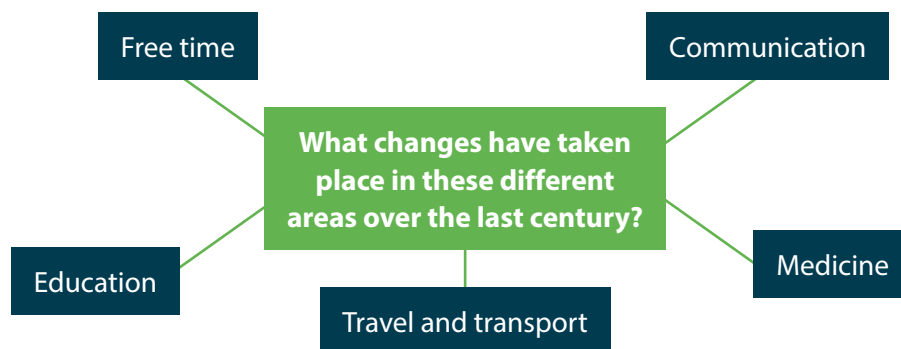 Free time
Communication
What changes have taken
place in these different
areas over the last century?
Education
Medicine
Travel and transport